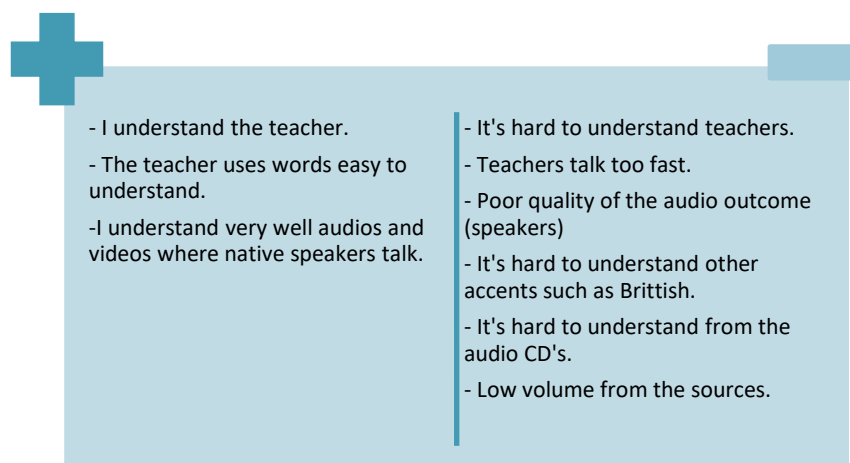 - I understand the teacher.
- The teacher uses words easy to
understand.
-I understand very well audios and
videos where native speakers talk.
- It's hard to understand teachers.
- Teachers talk too fast.
- Poor quality of the audio outcome
(speakers)
- It's hard to understand other
accents such as Brittish.
- It's hard to understand from the
audio CD's.
- Low volume from the sources.